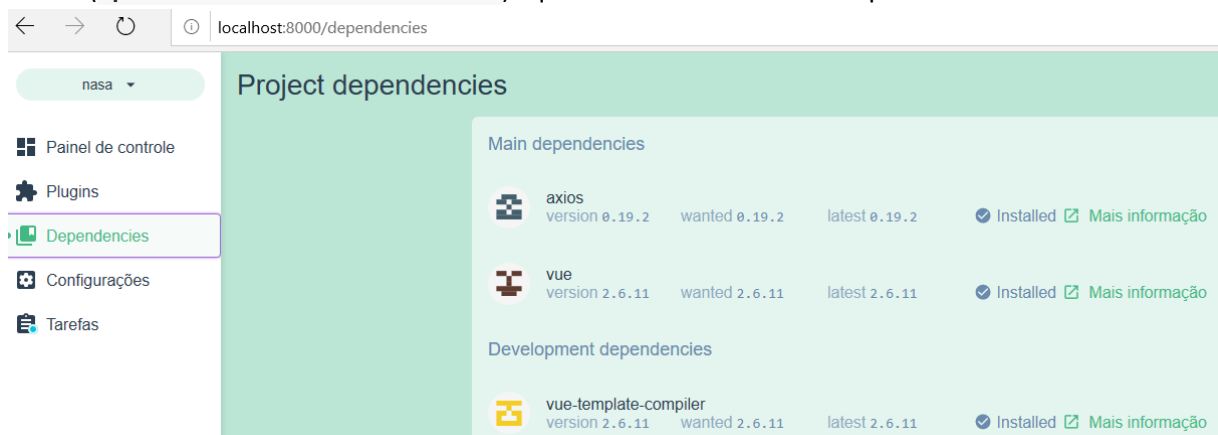 localhost:8000/dependencies
nasa
Project dependencies
Painel de controle
Plugins
Dependencies
Configurações
Tarefas
Main dependencies
axios
version 0.19.2 wanted 0.19.2 latest 0.19.2 Installed Mais informação
vue
version 2.6.11 wanted 2.6.11 latest 2.6.11 Installed Mais informação
Development dependencies
vue-template-compiler
version 2.6.11 wanted 2.6.11 latest 2.6.11 Installed Mais informação